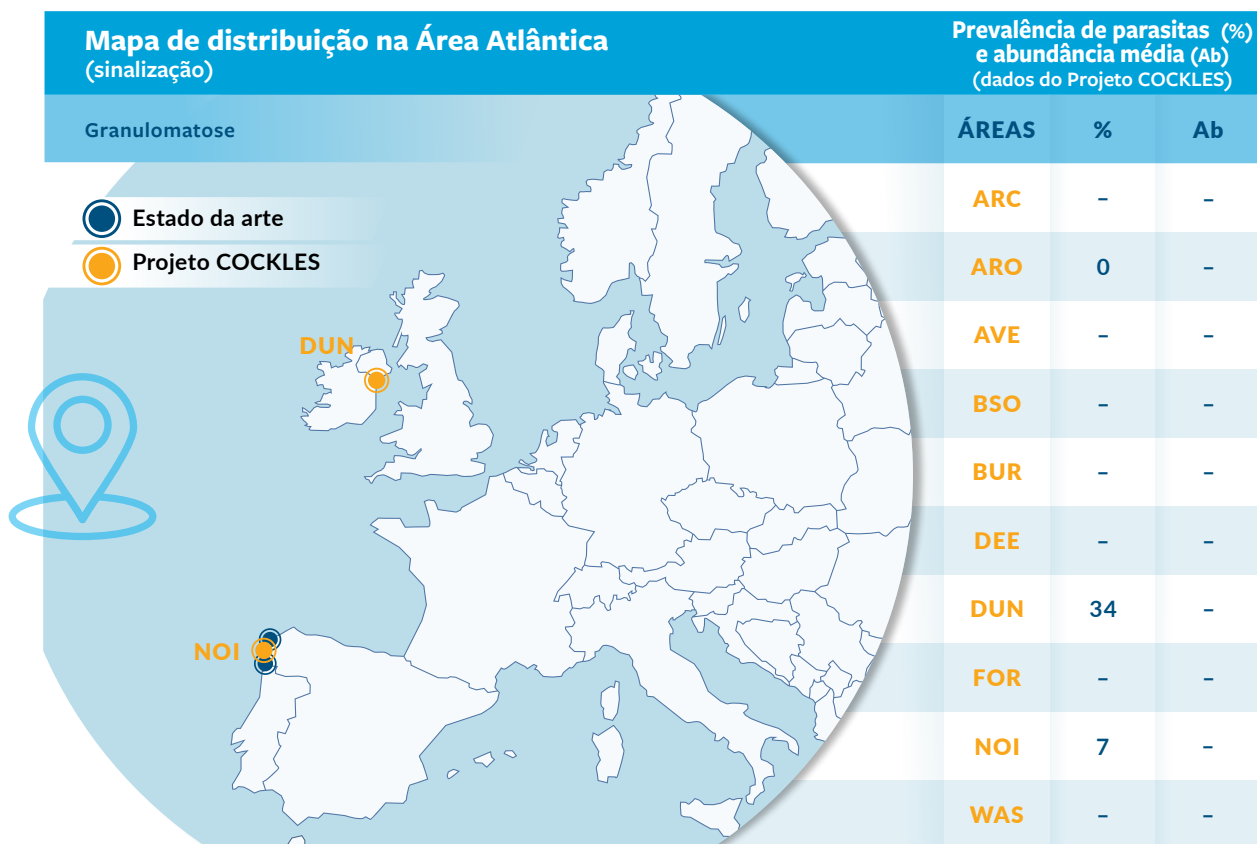 Mapa de distribuição na Área Atlântica
(sinalização)
Prevalência de parasitas (%)
e abundância média (Ab)
(dados do Projeto COCKLES)
Granulomatose
ÁREAS % Ab
Estado da arte
Projeto COCKLES
DUN
NOI
ARC – –
ARO 0 –
AVE – –
BSO – –
BUR – –
DEE – –
DUN 34 –
FOR – –
NOI 7 –
WAS – –